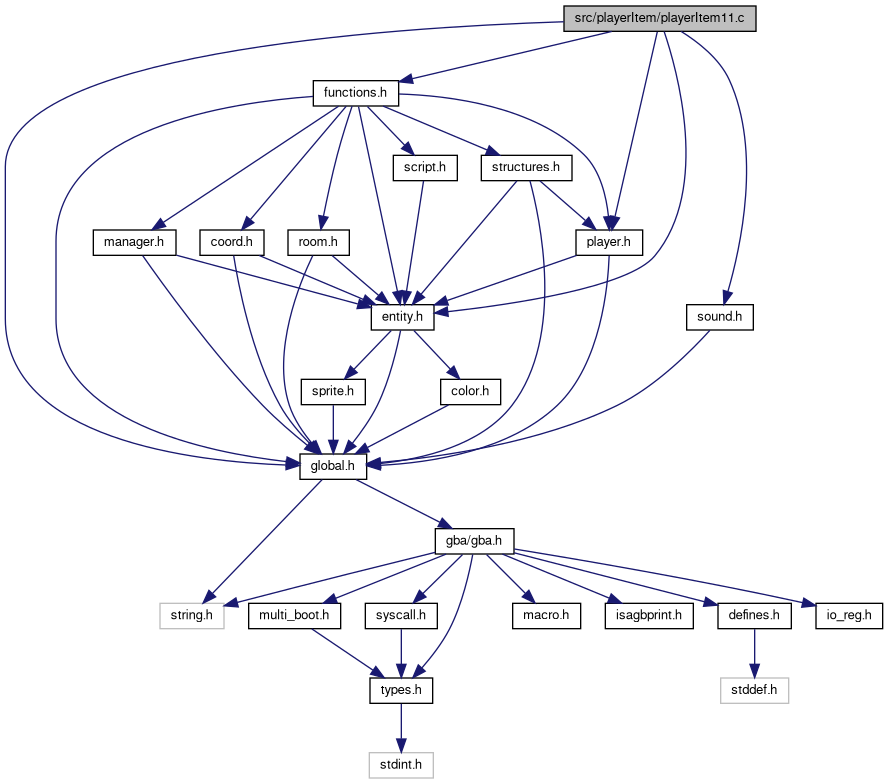 src/playerItem/playerItem11.c
functions.h
script.h
structures.h
manager.h
coord.h
room.h
player.h
entity.h
sound.h
sprite.h
color.h
global.h
gba/gba.h
string.h
multi_boot.h
syscall.h
macro.h
isagbprint.h
defines.h
io_reg.h
types.h
stddef.h
stdint.h